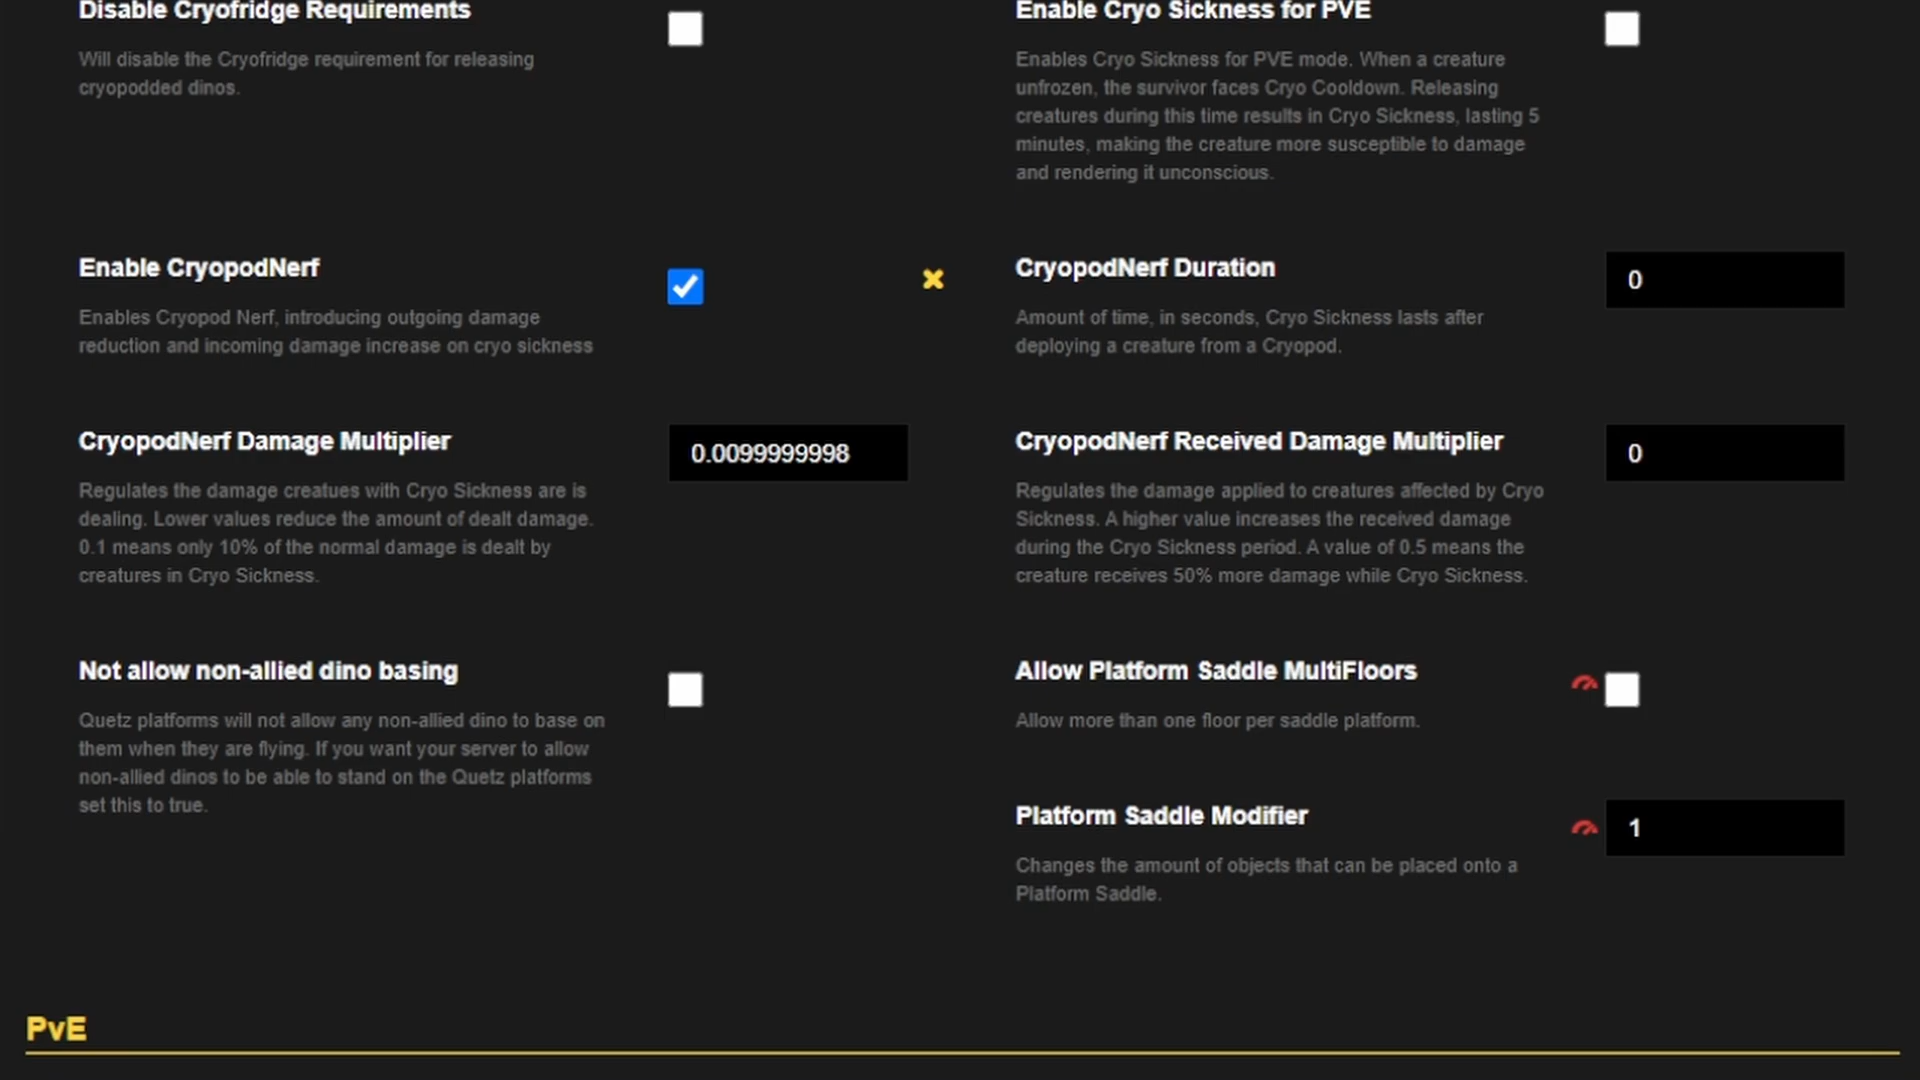 Disable Cryofridge Requirements
Will disable the Cryofridge requirement for releasing
cryopodded dinos.
Enable Cryo Sickness for PVE
Enables Cryo Sickness for PVE mode. When a creature
unfrozen, the survivor faces Cryo Cooldown. Releasing
creatures during this time results in Cryo Sickness, lasting 5
minutes, making the creature more susceptible to damage
and rendering it unconscious.
Enable CryopodNerf
Enables Cryopod Nerf, introducing outgoing damage
reduction and incoming damage increase on cryo sickness
CryopodNerf Duration
0
Amount of time, in seconds, Cryo Sickness lasts after
deploying a creature from a Cryopod.
CryopodNerf Damage Multiplier
0.0099999998
Regulates the damage creatues with Cryo Sickness are is
dealing. Lower values reduce the amount of dealt damage.
0.1 means only 10% of the normal damage is dealt by
creatures in Cryo Sickness.
CryopodNerf Received Damage Multiplier
0
Regulates the damage applied to creatures affected by Cryo
Sickness. A higher value increases the received damage
during the Cryo Sickness period. A value of 0.5 means the
creature receives 50% more damage while Cryo Sickness.
Not allow non-allied dino basing
Quetz platforms will not allow any non-allied dino to base on
them when they are flying. If you want your server to allow
non-allied dinos to be able to stand on the Quetz platforms
set this to true.
Allow Platform Saddle MultiFloors
Allow more than one floor per saddle platform.
Platform Saddle Modifier
1
Changes the amount of objects that can be placed onto a
Platform Saddle.
PvE